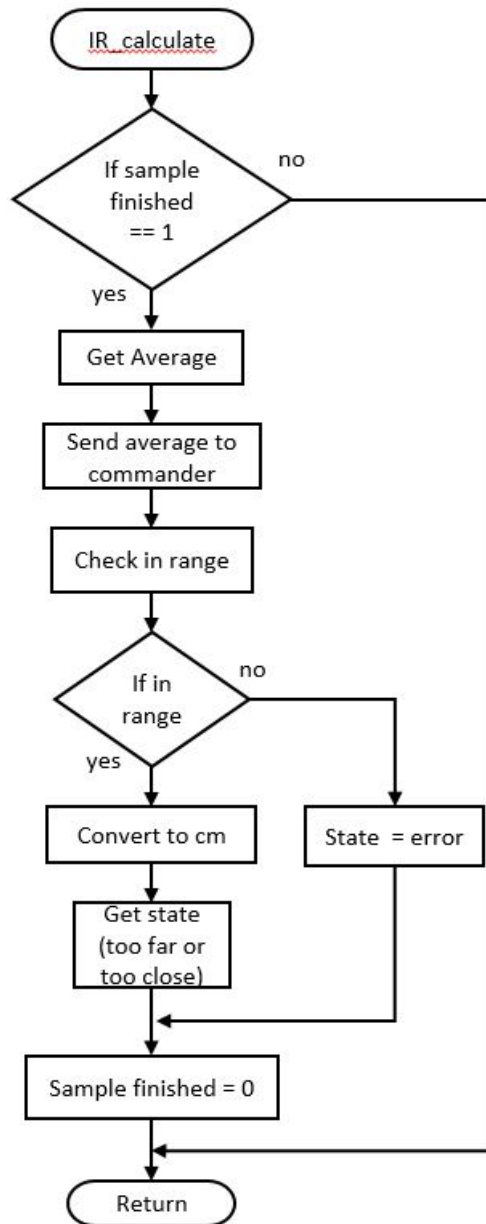 IR_calculate
If sample
finished
== 1
no
yes
Get Average
Send average to
commander
Check in range
If in
range
no
yes
Convert to cm
State = error
Get state
(too far or
too close)
Sample finished = 0
Return